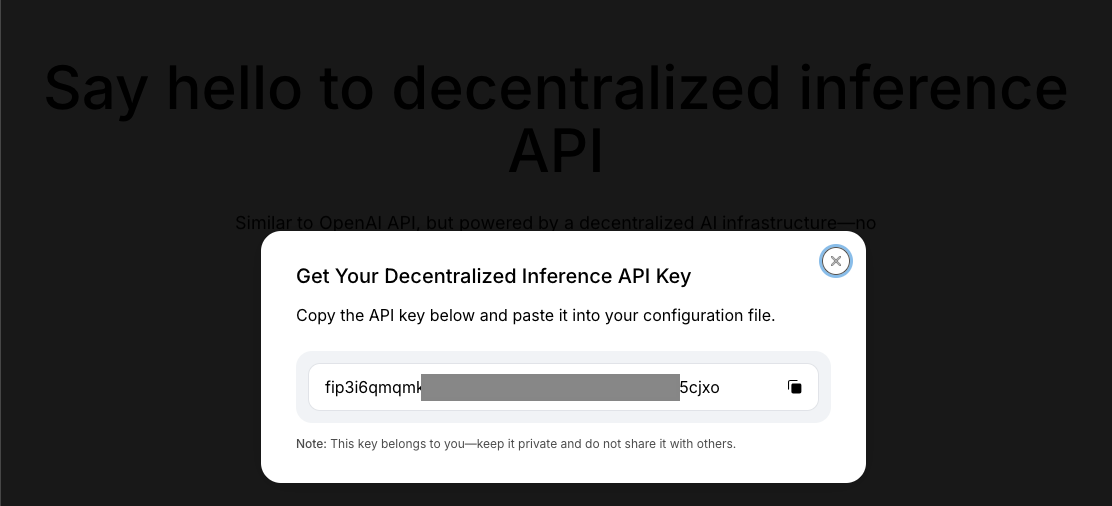 Say hello to decentralized inference
API
Similar to OpenAI API, but powered by a decentralized AI infrastructure—no
Get Your Decentralized Inference API Key
Copy the API key below and paste it into your configuration file.
fip3i6qmqmk 5cjxo
Note: This key belongs to you—keep it private and do not share it with others.